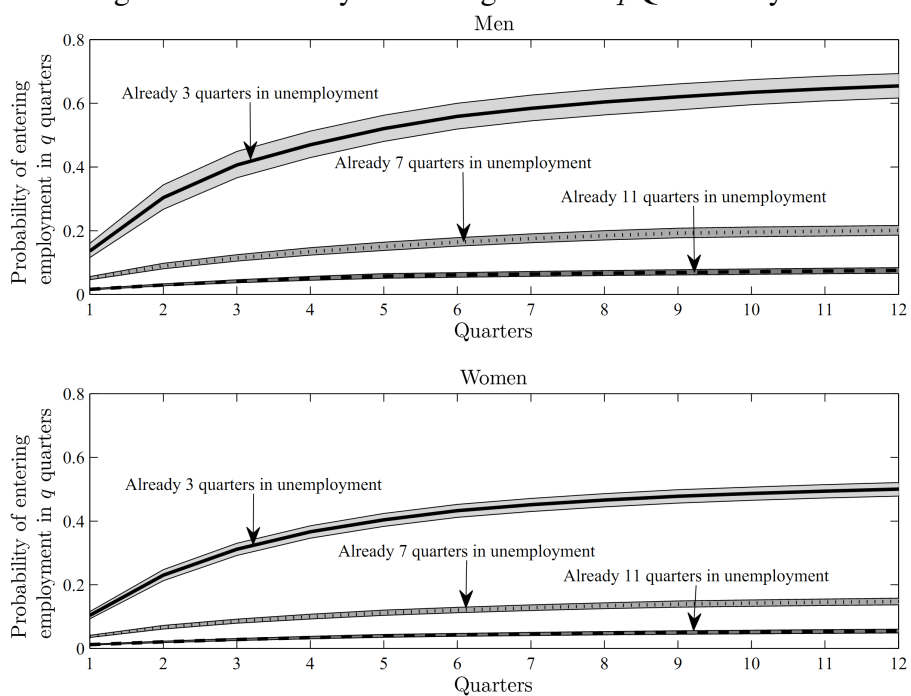 Men
Probability of entering
employment in q quarters
0.8
0.6
0.4
0.2
0
Already 3 quarters in unemployment
Already 7 quarters in unemployment
Already 11 quarters in unemployment
1 2 3 4 5 6 7 8 9 10 11 12
Quarters
Women
Probability of entering
employment in q quarters
0.8
0.6
0.4
0.2
0
Already 3 quarters in unemployment
Already 7 quarters in unemployment
Already 11 quarters in unemployment
1 2 3 4 5 6 7 8 9 10 11 12
Quarters